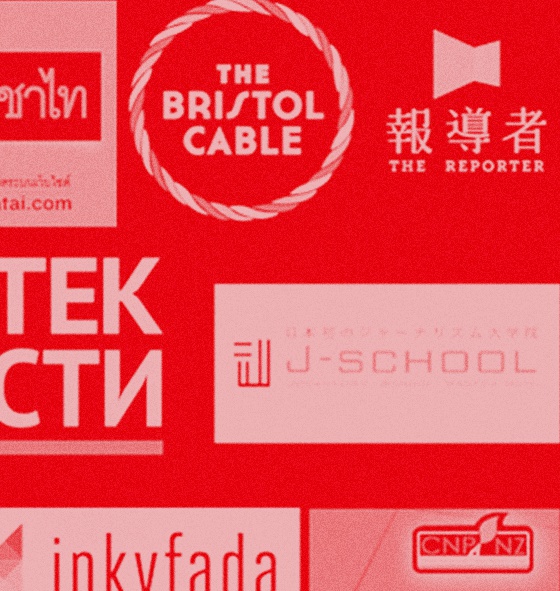 ชาไท
tai.com
THE
BRISTOL
CABLE
報導者
THE REPORTER
ТЕК
СТИ
J-SCHOOL
inkyfada
CNP NZ